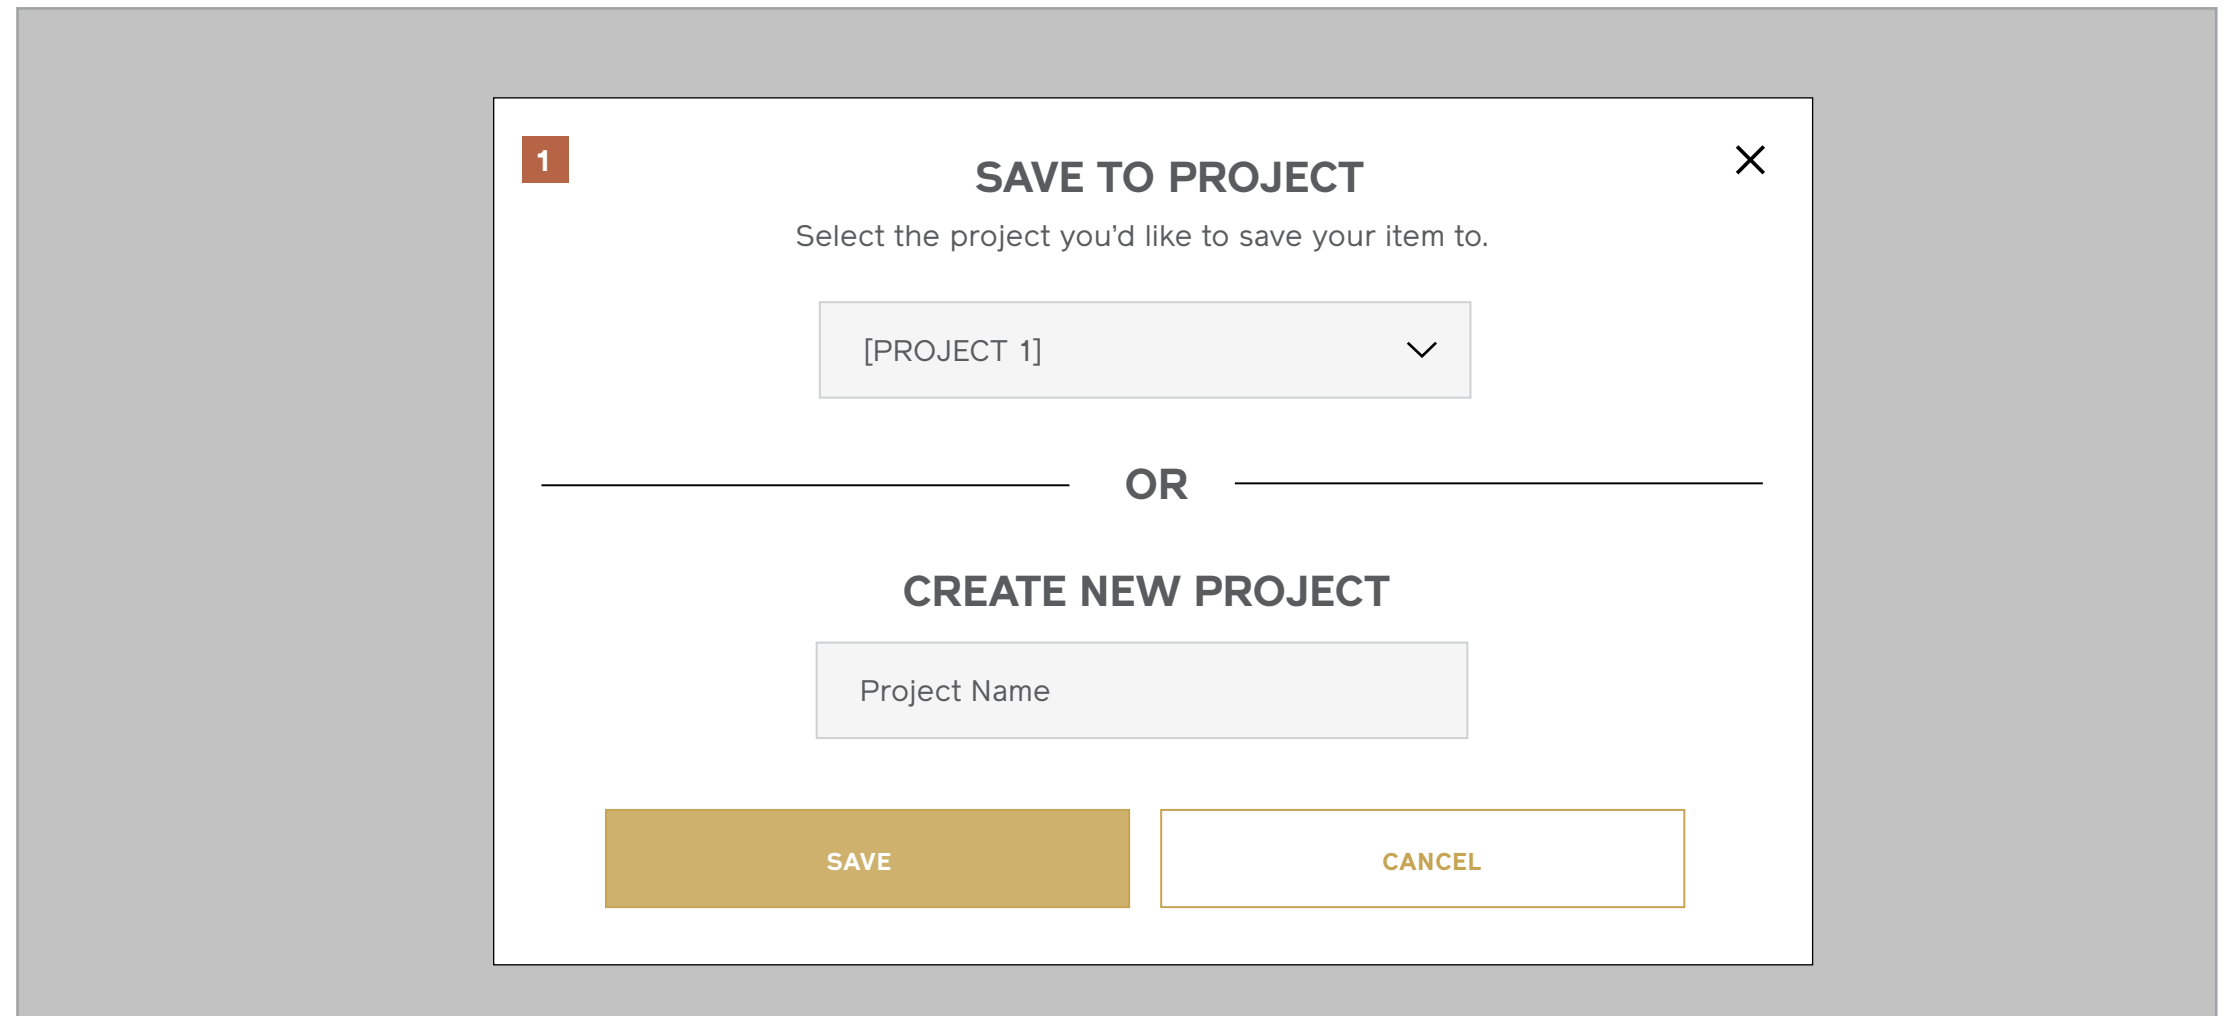 1
SAVE TO PROJECT
Select the project you’d like to save your item to.
[PROJECT 1]
OR
CREATE NEW PROJECT
Project Name
SAVE
CANCEL